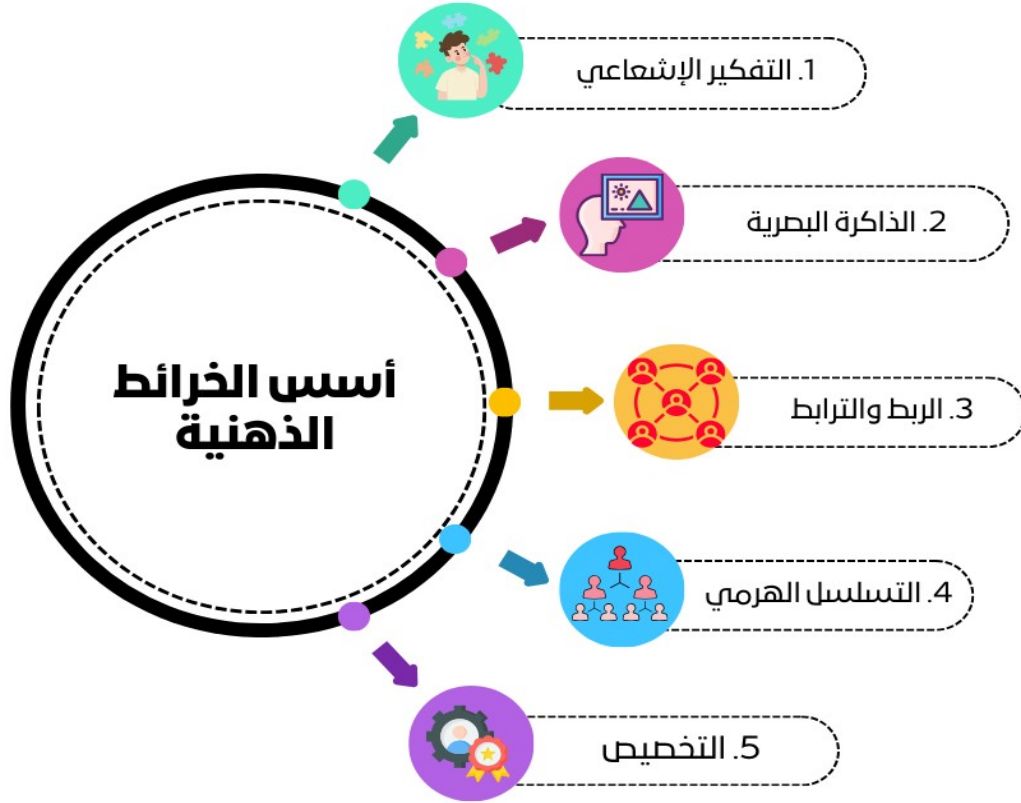 أسس الخرائط
الذهنية
1. التفكير الإشعاعي
2. الذاكرة البصرية
3. الربط والترابط
4. التسلسل الهرمي
5. التخصيص